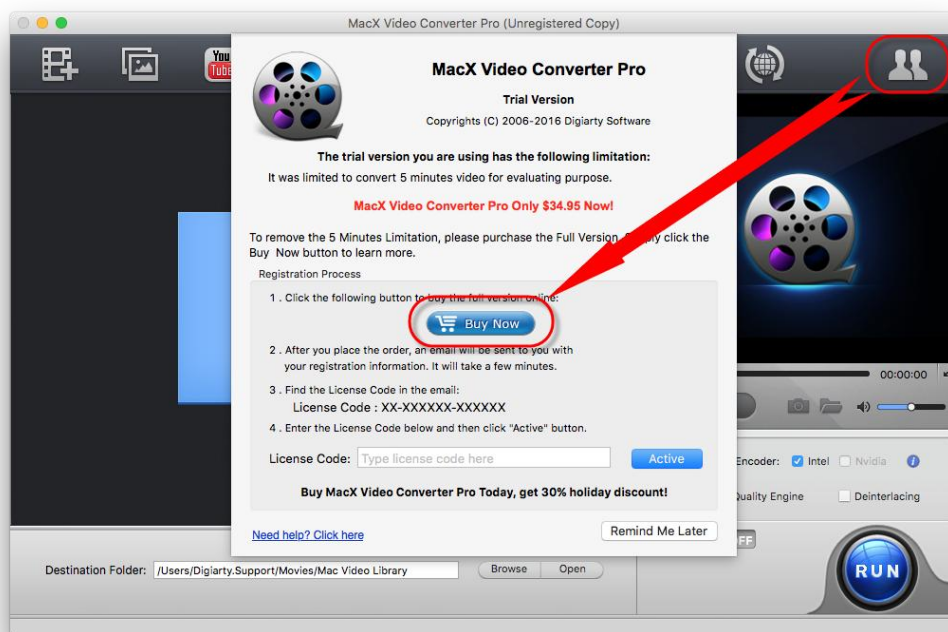 MacX Video Converter Pro (Unregistered Copy)
You
Tube
MacX Video Converter Pro
Trial Version
Copyrights (C) 2006-2016 Digiarty Software
The trial version you are using has the following limitation:
It was limited to convert 5 minutes video for evaluating purpose.
MacX Video Converter Pro Only $34.95 Now!
To remove the 5 Minutes Limitation, please purchase the Full Version. click the
Buy Now button to learn more.
Registration Process
1 . Click the following button to buy the full version online:
Buy Now
2 . After you place the order, an email will be sent to you with
your registration information. It will take a few minutes.
3 . Find the License Code in the email:
License Code : XX-XXXXXX-XXXXXX
4 . Enter the License Code below and then click "Active" button.
License Code: Type license code here Active
Buy MacX Video Converter Pro Today, get 30% holiday discount!
Need help? Click here
Remind Me Later
00:00:00
Encoder: Intel Nvidia
Quality Engine Deinterlacing
Destination Folder: /Users/Digiarty.Support/Movies/Mac Video Library Browse Open
RUN